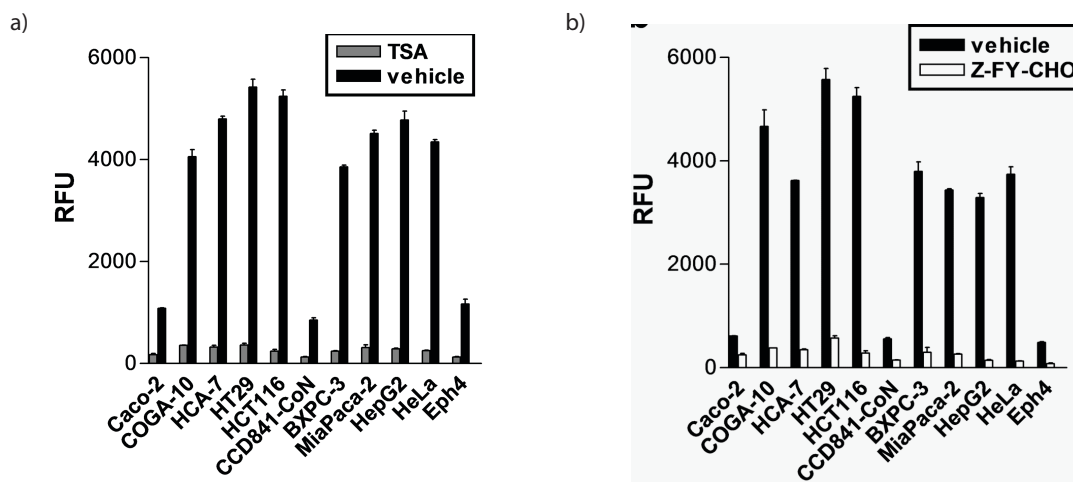 a)
TSA
vehicle
6000
4000
2000
0
RFU
Caco-2
COGA-10
HCA-7
HT29
HCT116
CCD841-CoN
BXPC-3
MiaPaca-2
HepG2
HeLa
Eph4
b)
vehicle
Z-FY-CHO
6000
4000
2000
0
RFU
Caco-2
COGA-10
HCA-7
HT29
HCT116
CCD841-CoN
BXPC-3
MiaPaca-2
HepG2
HeLa
Eph4